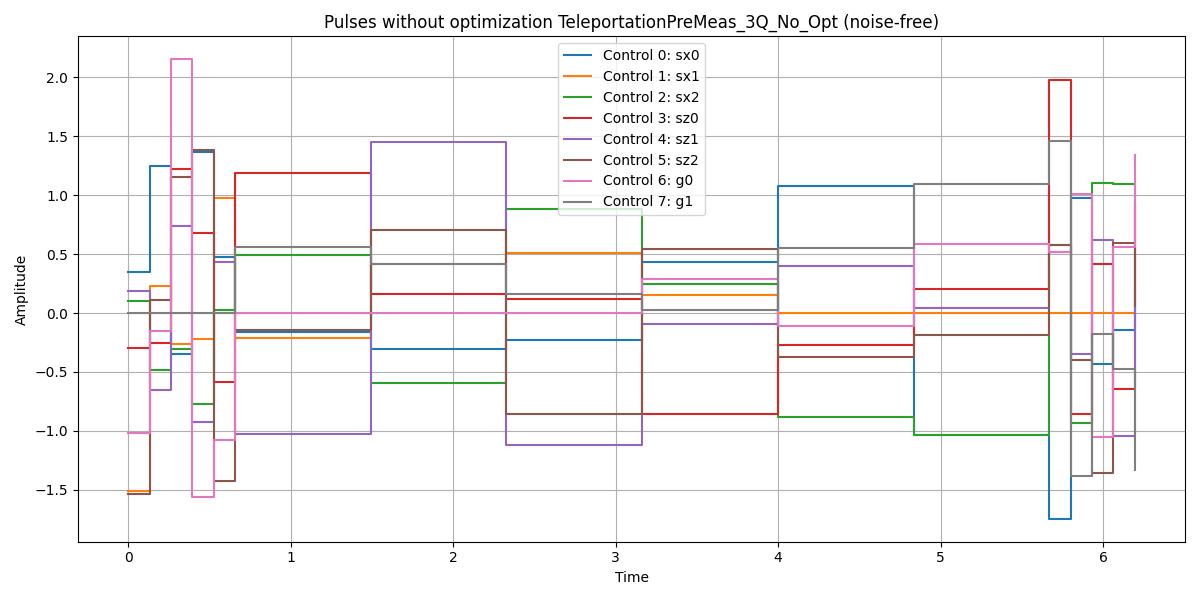 Pulses without optimization TeleportationPreMeas_3Q_No_Opt (noise-free)
Control 0: sx0
Control 1: sx1
Control 2: sx2
Control 3: sz0
Control 4: sz1
Control 5: sz2
Control 6: g0
Control 7: g1
Amplitude
2.0
1.5
1.0
0.5
0.0
−0.5
−1.0
−1.5
0 1 2 3 4 5 6
Time